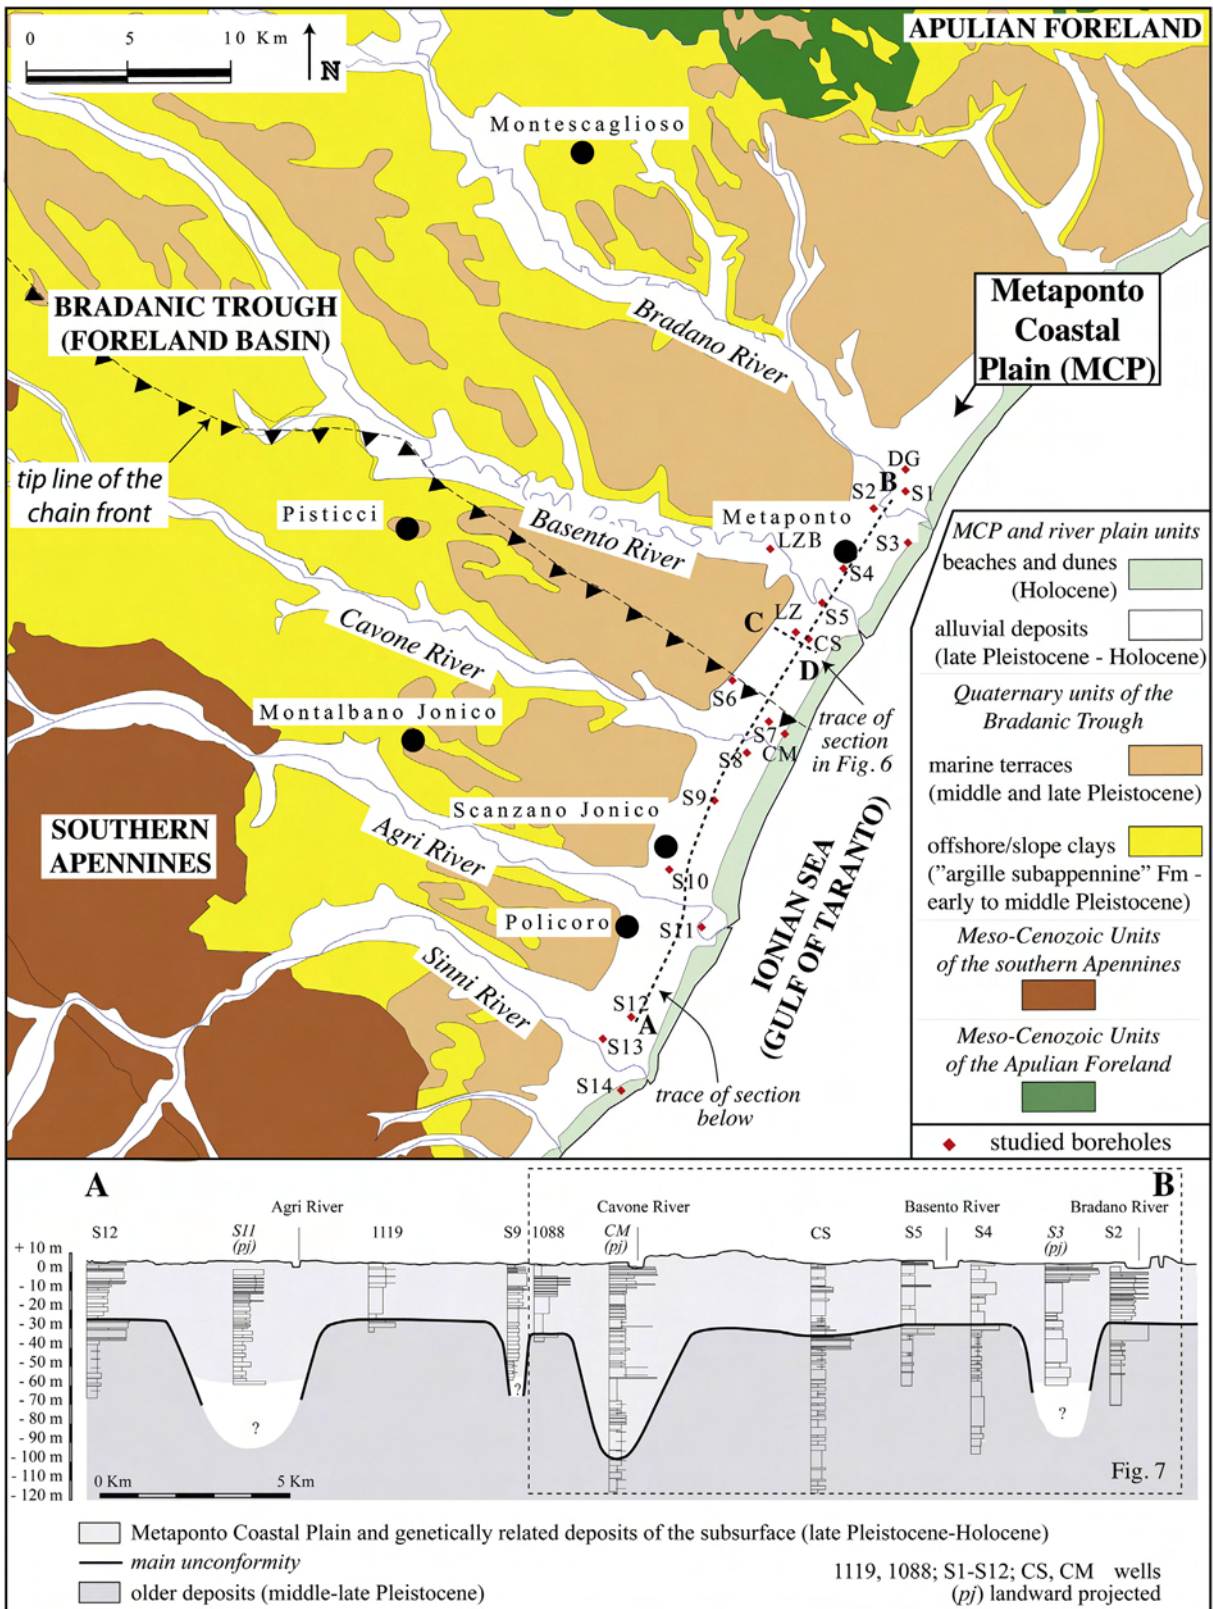 0 5 10 Km
N
APULIAN FORELAND
Montescaglioso
BRADANIC TROUGH
(FORELAND BASIN)
Bradano River
Metaponto
Coastal
Plain (MCP)
tip line of the
chain front
Pisticci
Basento River
Metaponto
DG
B
S2
S1
LZB
S3
S4
S5
LZ
C
CS
D
S6
Cavone River
Montalbano Jonico
S7
CM
S8
trace of
section
in Fig. 6
S9
Scanzano Jonico
SOUTHERN
APENNINES
Agri River
S10
Policoro
S11
IONIAN SEA
(GULF OF TARANTO)
Sinni River
S12
A
S13
S14
trace of section
below
MCP and river plain units
beaches and dunes
(Holocene)
alluvial deposits
(late Pleistocene - Holocene)
Quaternary units of the
Bradanic Trough
marine terraces
(middle and late Pleistocene)
offshore/slope clays
("argille subappennine" Fm -
early to middle Pleistocene)
Meso-Cenozoic Units
of the southern Apennines
Meso-Cenozoic Units
of the Apulian Foreland
studied boreholes
A
B
Agri River
Cavone River
Basento River
Bradano River
S12
S11
(pj)
1119
S9
1088
CM
(pj)
CS
S5
S4
S3
(pj)
S2
+ 10 m
0 m
- 10 m
- 20 m
- 30 m
- 40 m
- 50 m
- 60 m
- 70 m
- 80 m
- 90 m
- 100 m
- 110 m
- 120 m
?
?
?
0 Km 5 Km
Fig. 7
Metaponto Coastal Plain and genetically related deposits of the subsurface (late Pleistocene-Holocene)
main unconformity
older deposits (middle-late Pleistocene)
1119, 1088; S1-S12; CS, CM wells
(pj) landward projected